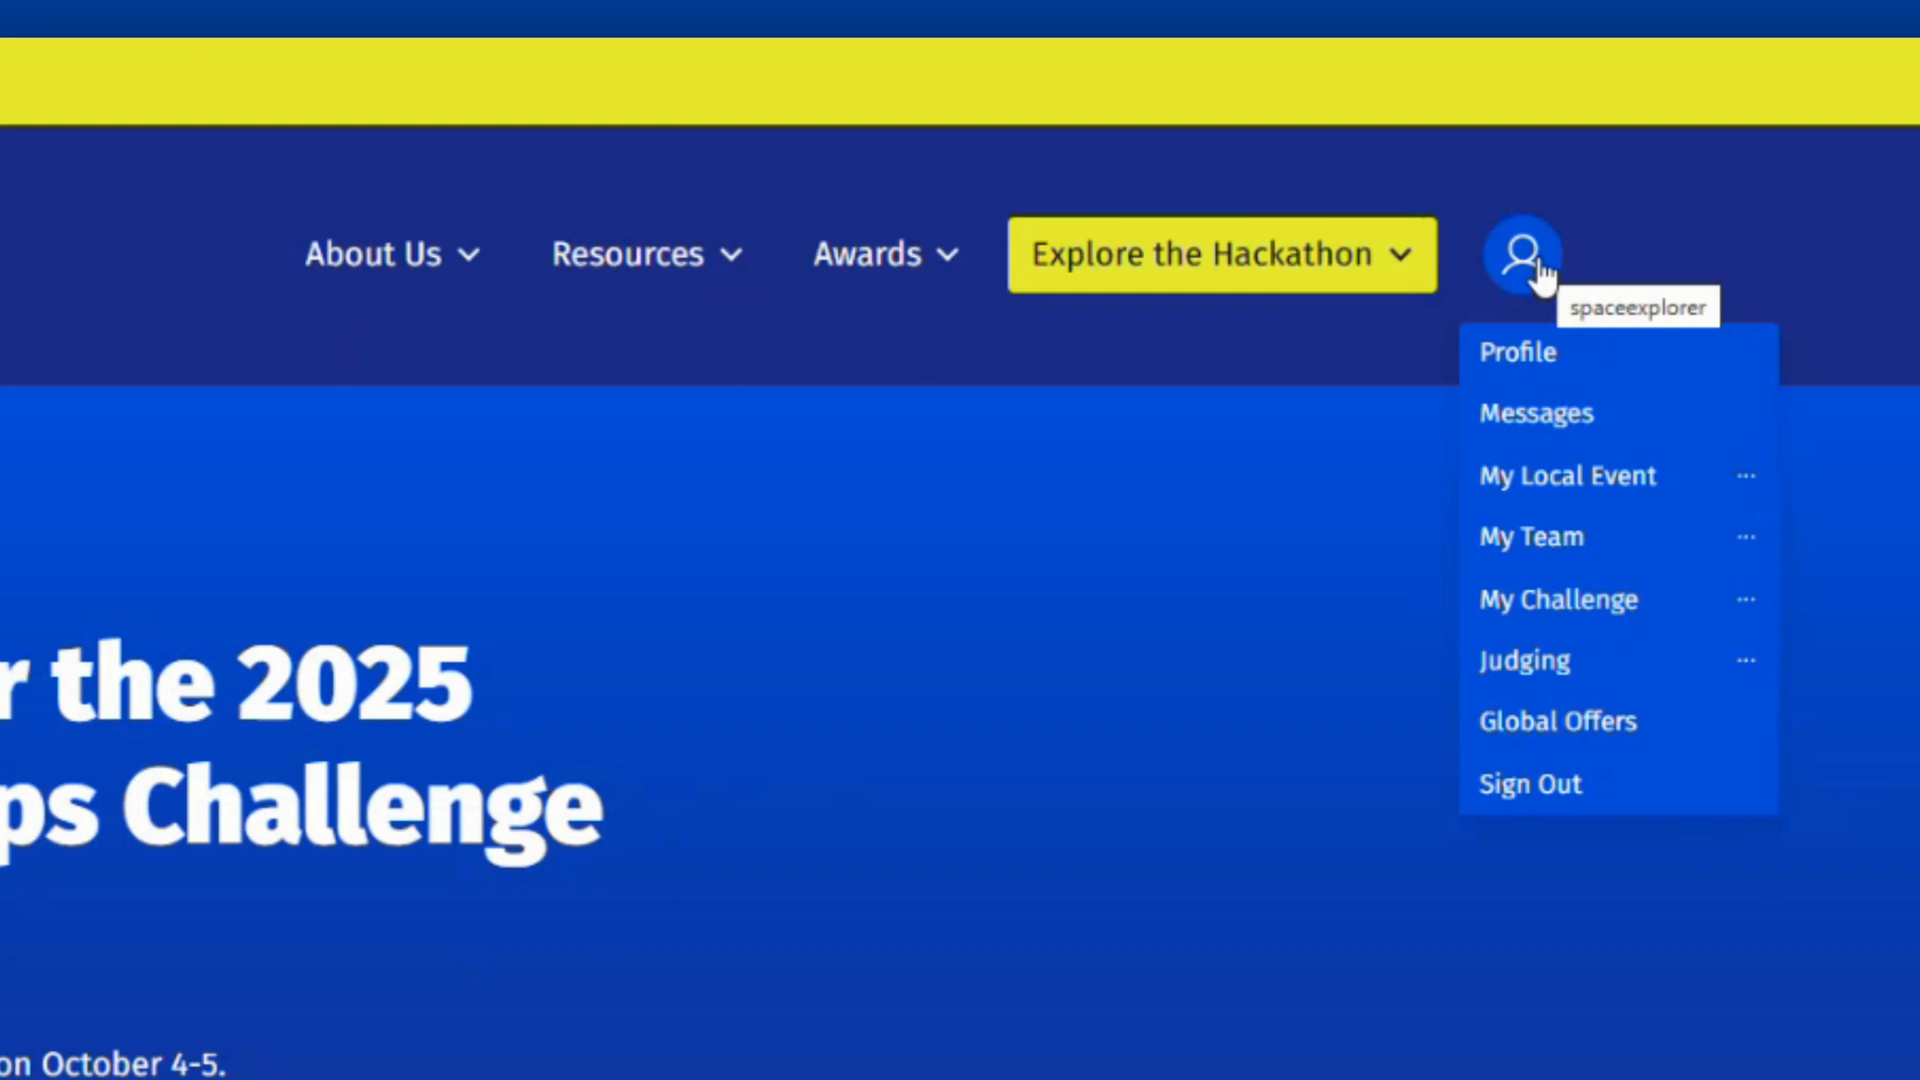 About Us
Resources
Awards
Explore the Hackathon
spaceexplorer
Profile
Messages
My Local Event ...
My Team ...
My Challenge ...
Judging ...
Global Offers
Sign Out
r the 2025
ps Challenge
on October 4-5.